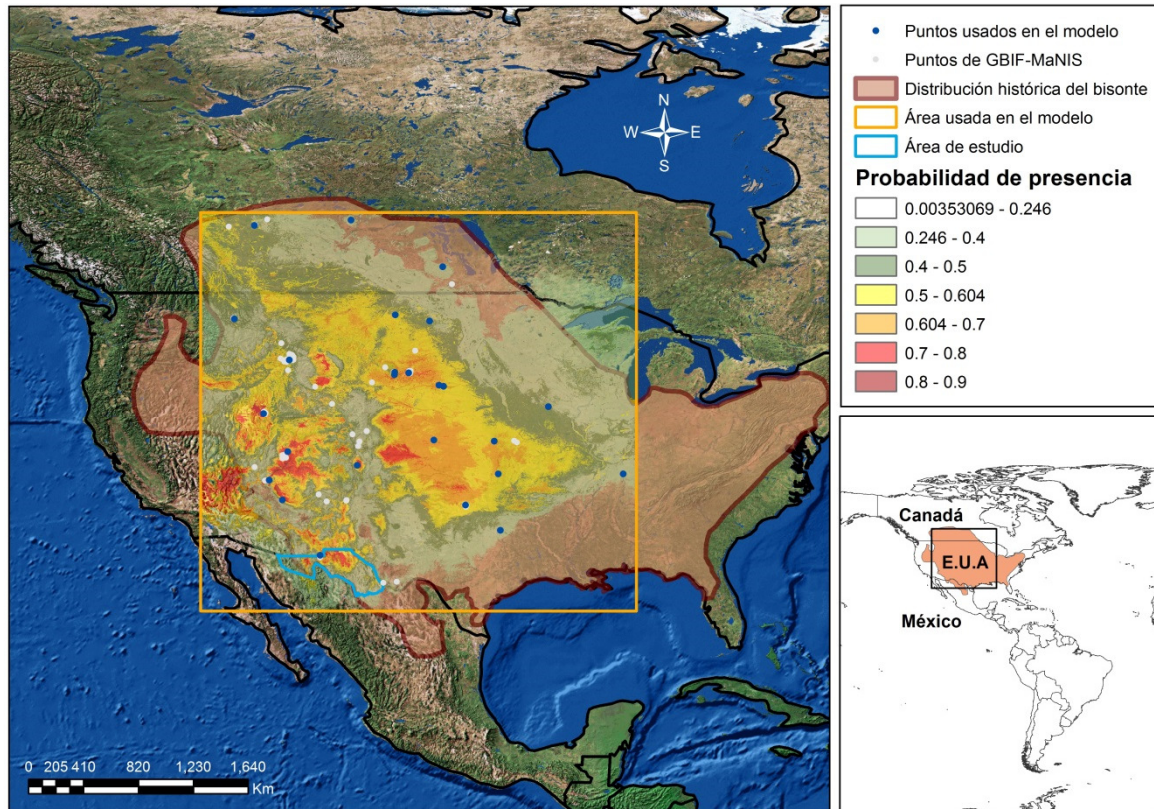 N
W E
S
0 205 410 820 1,230 1,640
Km
Puntos usados en el modelo
Puntos de GBIF-MaNIS
Distribución histórica del bisonte
Área usada en el modelo
Área de estudio
Probabilidad de presencia
0.00353069 - 0.246
0.246 - 0.4
0.4 - 0.5
0.5 - 0.604
0.604 - 0.7
0.7 - 0.8
0.8 - 0.9
Canadá
E.U.A
México